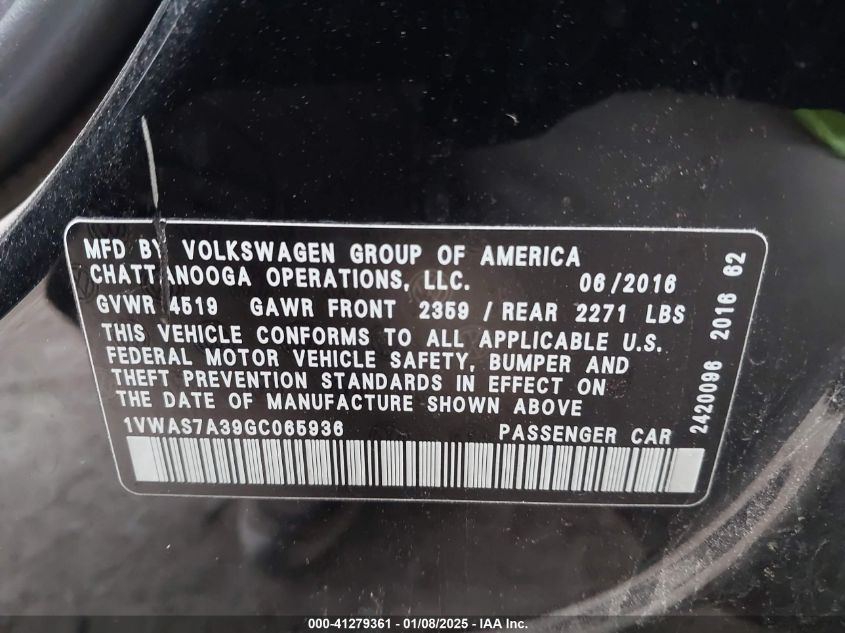 MFD BY VOLKSWAGEN GROUP OF AMERICA
CHATTANOOGA OPERATIONS, LLC. 06/2016
GVWR 4519 GAWR FRONT 2359 / REAR 2271 LBS
THIS VEHICLE CONFORMS TO ALL APPLICABLE U.S.
FEDERAL MOTOR VEHICLE SAFETY, BUMPER AND
THEFT PREVENTION STANDARDS IN EFFECT ON
THE DATE OF MANUFACTURE SHOWN ABOVE
1VWAS7A39GC065936 PASSENGER CAR
2420096 2016 62
000-41279361 - 01/08/2025 - IAA Inc.